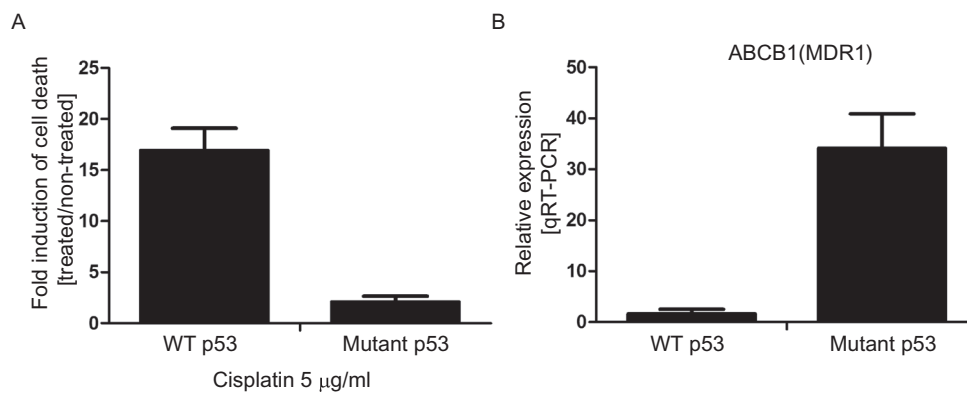 A
Fold induction of cell death
[treated/non-treated]
25
20
15
10
5
0
WT p53
Mutant p53
Cisplatin 5 μg/ml
B
ABCB1(MDR1)
Relative expression
[qRT-PCR]
50
40
30
20
10
0
WT p53
Mutant p53